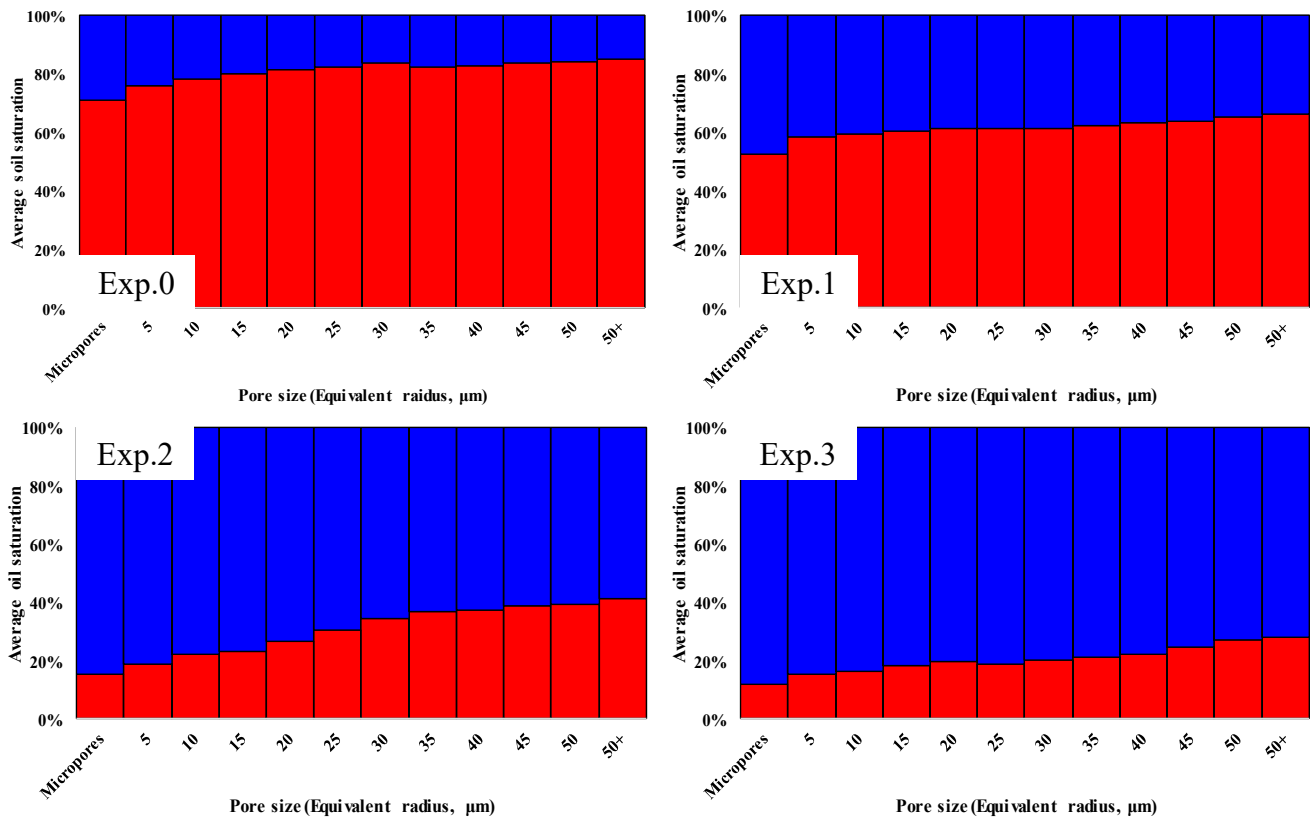 100%
80%
60%
40%
20%
0%
Average soil saturation
Exp.0
Micropores 5 10 15 20 25 30 35 40 45 50 50+
Pore size(Equivalent raidus, μm)
100%
80%
60%
40%
20%
0%
Average oil saturation
Exp.1
Micropores 5 10 15 20 25 30 35 40 45 50 50+
Pore size(Equivalent radius, μm)
100%
80%
60%
40%
20%
0%
Average oil saturation
Exp.2
Micropores 5 10 15 20 25 30 35 40 45 50 50+
Pore size(Equivalent radius, μm)
100%
80%
60%
40%
20%
0%
Average oil saturation
Exp.3
Micropores 5 10 15 20 25 30 35 40 45 50 50+
Pore size(Equivalent radius, μm)